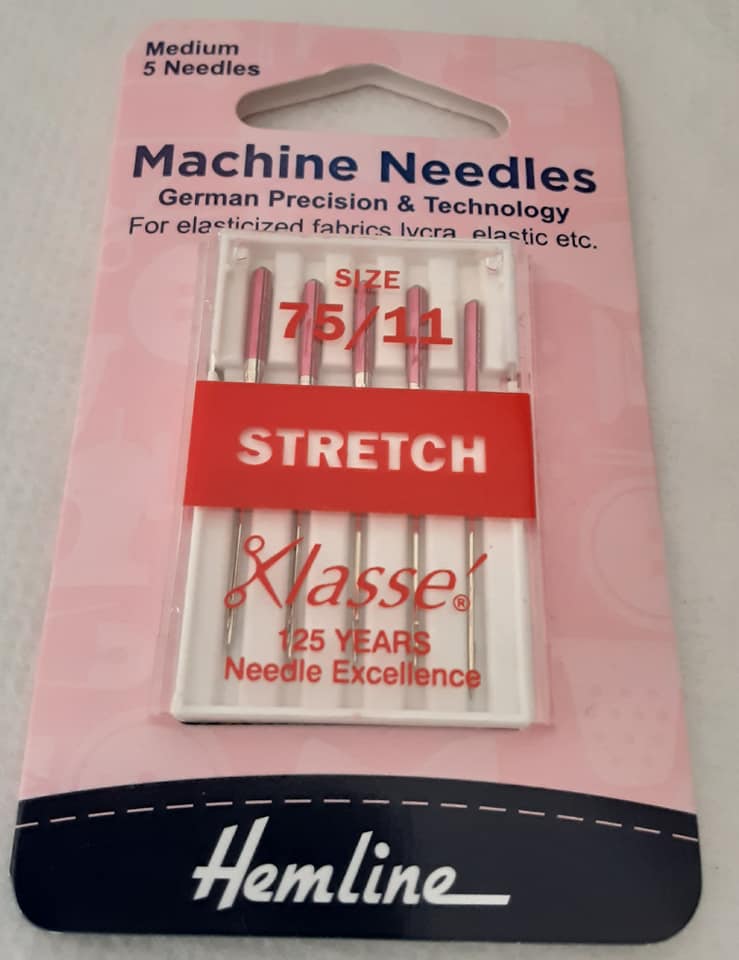 Medium
5 Needles
Machine Needles
German Precision & Technology
For elasticized fabrics lycra, elastic etc.
SIZE
75/11
STRETCH
Klassé®
125 YEARS
Needle Excellence
Hemline